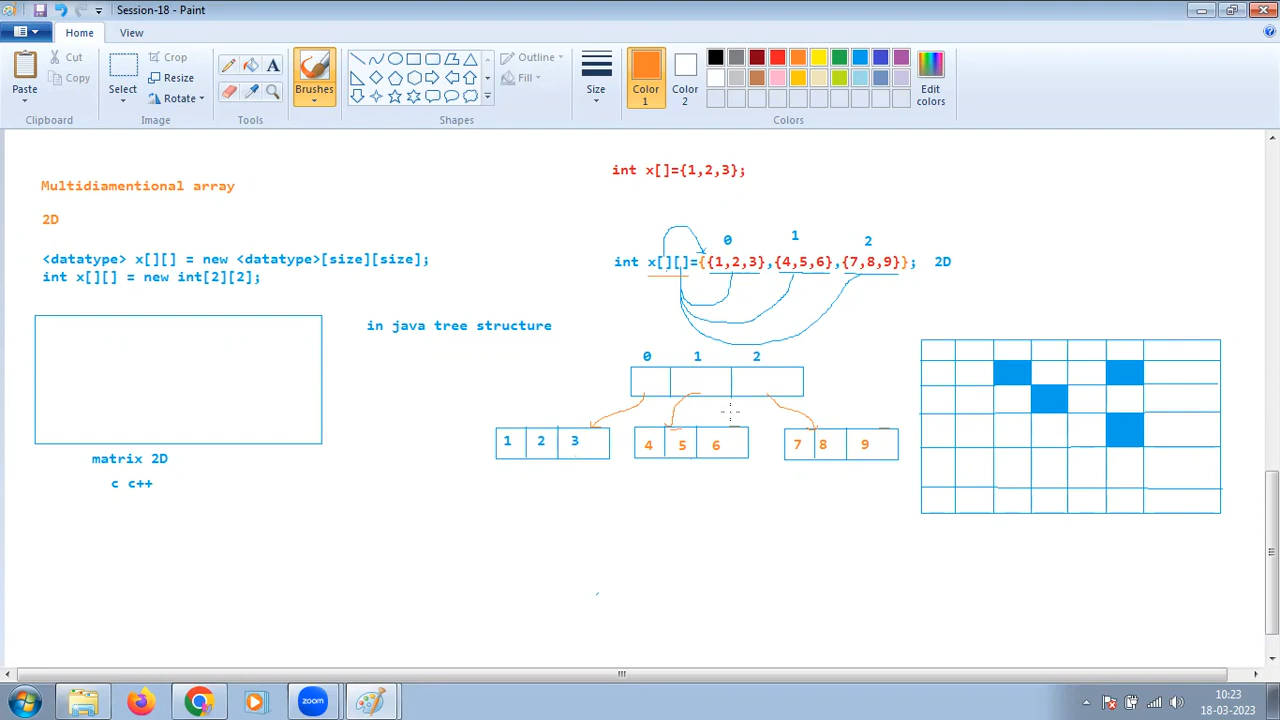 Session-18 - Paint
Home
View
Paste
Cut
Copy
Clipboard
Select
Crop
Resize
Rotate
Image
A
Tools
Brushes
Outline
Fill
Shapes
Size
Color 1
Color 2
Edit colors
Colors
Multidiamentional array
2D
<datatype> x[][] = new <datatype>[size][size];
int x[][] = new int[2][2];
matrix 2D
c c++
in java tree structure
int x[]={1,2,3};
0 1 2
int x[][]={{1,2,3},{4,5,6},{7,8,9}}; 2D
0 1 2
1 2 3 4 5 6 7 8 9
zoom
10:23
18-03-2023